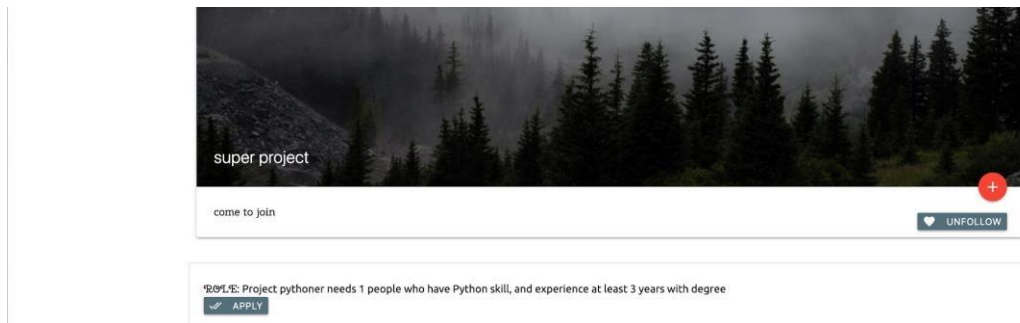 super project
+
come to join
UNFOLLOW
ROLE: Project pythoner needs 1 people who have Python skill, and experience at least 3 years with degree
APPLY